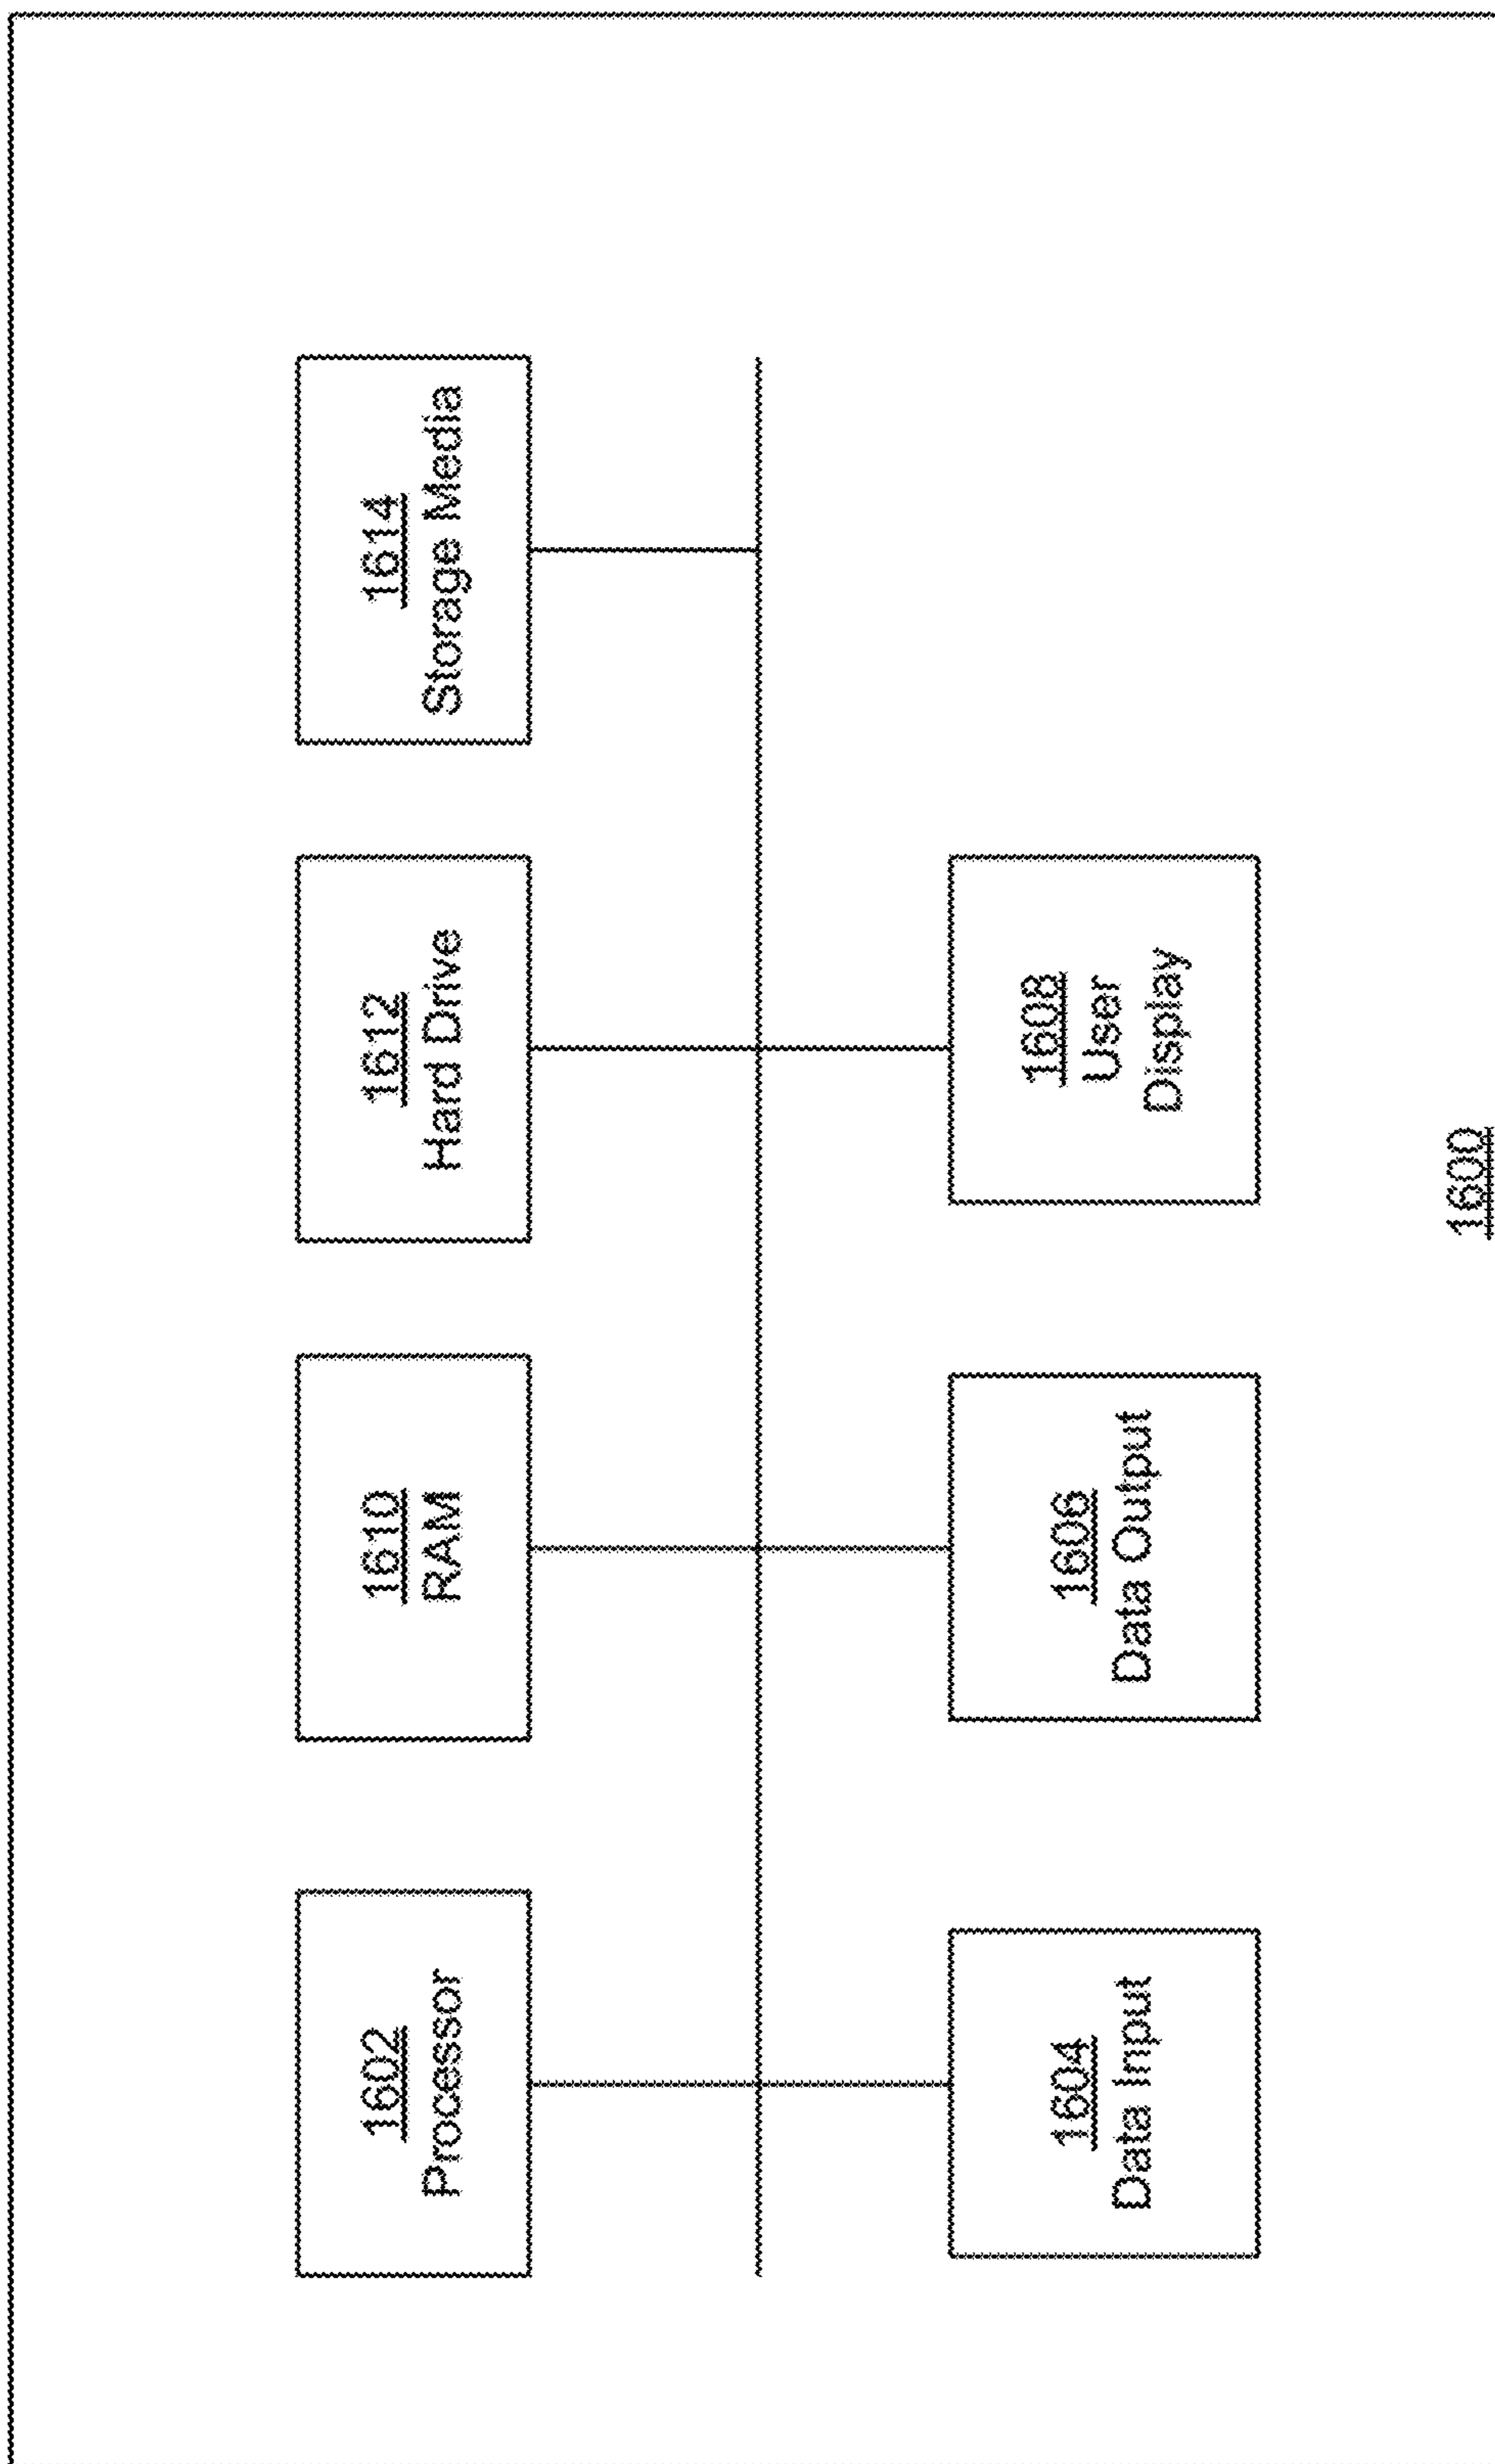 1602
Processor
1610
RAM
1612
Hard Drive
1614
Storage Media
1604
Data Input
1606
Data Output
1608
User
Display
1600